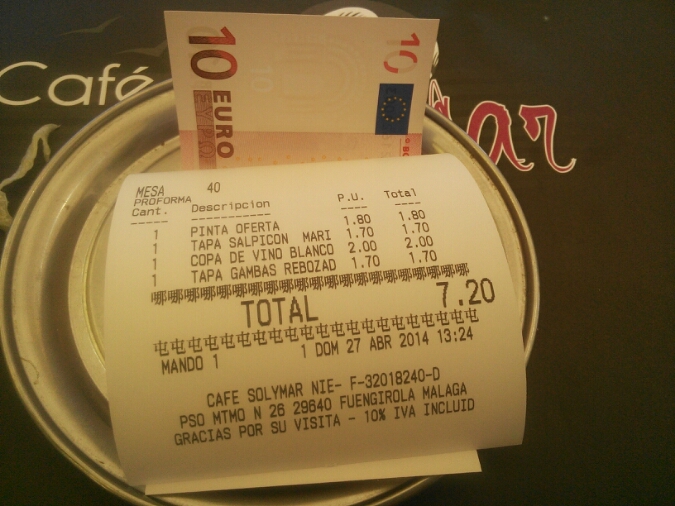 Café
ar
10 EURO
ΕΥΡΩ
10
MESA 40
PROFORMA
Cant. Descripcion P.U. Total
1 PINTA OFERTA 1.80 1.80
1 TAPA SALPICON MARI 1.70 1.70
1 COPA DE VINO BLANCO 2.00 2.00
1 TAPA GAMBAS REBOZAD 1.70 1.70
TOTAL 7.20
MANDO 1 1 DOM 27 ABR 2014 13:24
CAFE SOLYMAR NIE- F-32018240-D
PSO MTMO N 26 29640 FUENGIROLA MALAGA
GRACIAS POR SU VISITA - 10% IVA INCLUID